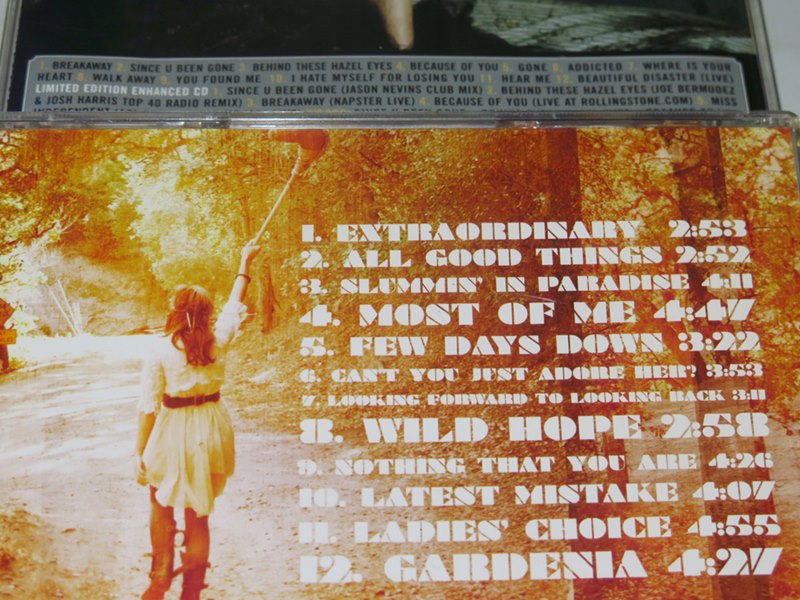 1. BREAKAWAY 2. SINCE U BEEN GONE 3. BEHIND THESE HAZEL EYES 4. BECAUSE OF YOU 5. GONE 6. ADDICTED 7. WHERE IS YOUR
HEART 8. WALK AWAY 9. YOU FOUND ME 10. I HATE MYSELF FOR LOSING YOU 11. HEAR ME 12. BEAUTIFUL DISASTER (LIVE)
LIMITED EDITION ENHANCED CD 1. SINCE U BEEN GONE (JASON NEVINS CLUB MIX) 2. BEHIND THESE HAZEL EYES (JOE BERMUDEZ
& JOSH HARRIS TOP 40 RADIO REMIX) 3. BREAKAWAY (NAPSTER LIVE) 4. BECAUSE OF YOU (LIVE AT ROLLINGSTONE.COM) 5. MISS
1. EXTRAORDINARY 2:53
2. ALL GOOD THINGS 2:52
3. SLUMMIN' IN PARADISE 4:11
4. MOST OF ME 4:47
5. FEW DAYS DOWN 3:22
6. CAN'T YOU JUST ADORE HER? 3:53
7. LOOKING FORWARD TO LOOKING BACK 3:11
8. WILD HOPE 2:58
9. NOTHING THAT YOU ARE 4:26
10. LATEST MISTAKE 4:07
11. LADIES' CHOICE 4:55
12. GARDENIA 4:27